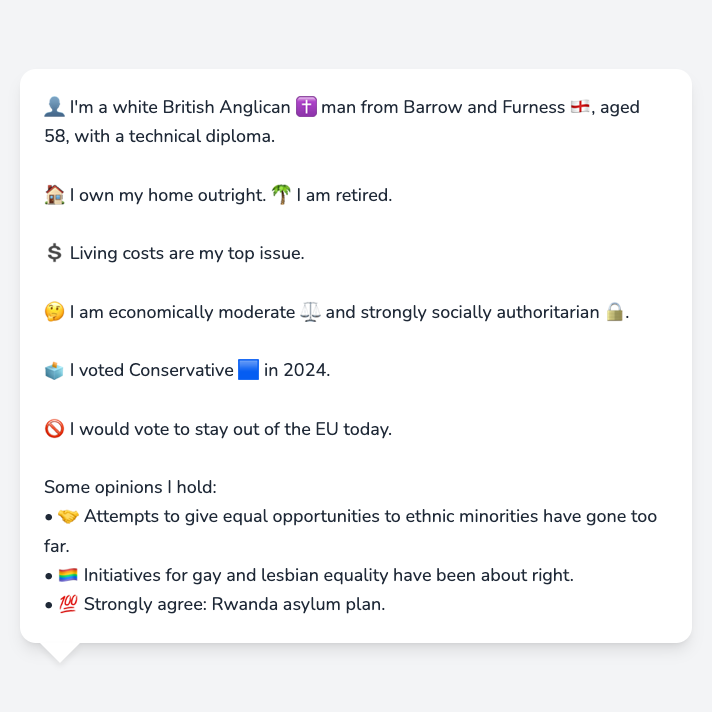 👤 I'm a white British Anglican ✝️ man from Barrow and Furness 🏴󠁧󠁢󠁥󠁮󠁧󠁿, aged
58, with a technical diploma.
🏠 I own my home outright. 🌴 I am retired.
💲 Living costs are my top issue.
🤔 I am economically moderate ⚖️ and strongly socially authoritarian 🔒.
🗳️ I voted Conservative 🟦 in 2024.
🚫 I would vote to stay out of the EU today.
Some opinions I hold:
• 🤝 Attempts to give equal opportunities to ethnic minorities have gone too
far.
• 🏳️‍🌈 Initiatives for gay and lesbian equality have been about right.
• 💯 Strongly agree: Rwanda asylum plan.